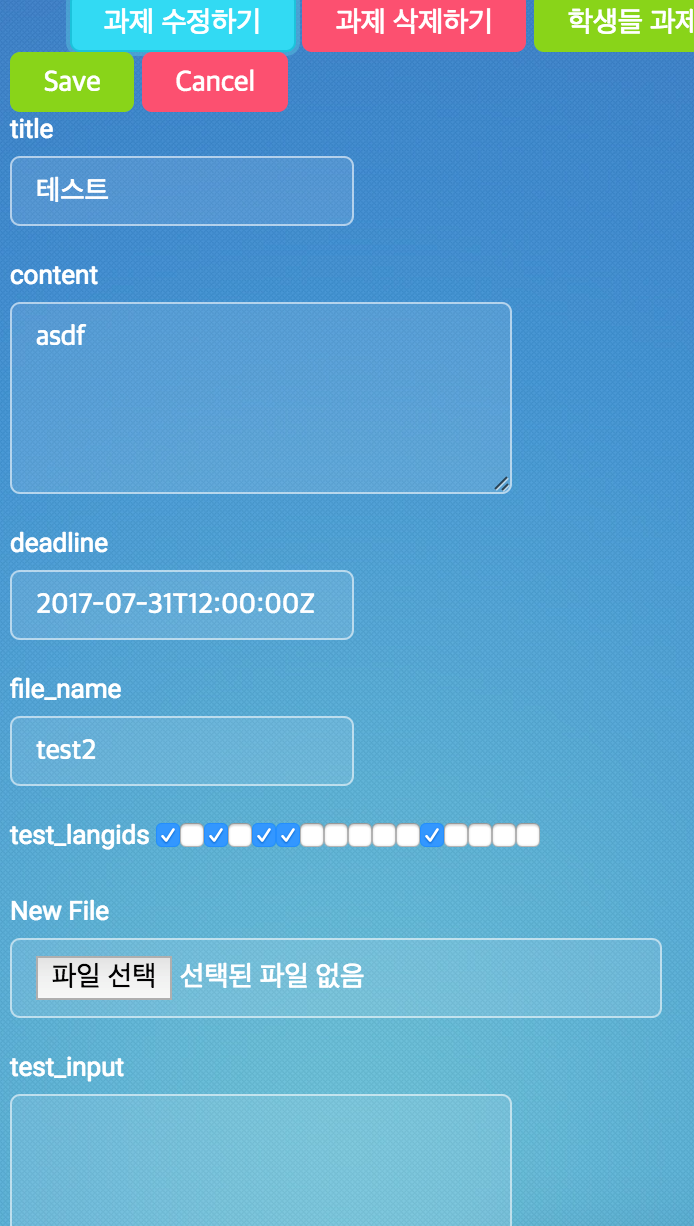 과제 수정하기 과제 삭제하기 학생들
Save Cancel
title
테스트
content
asdf
deadline
2017-07-31T12:00:00Z
file_name
test2
test_langids
New File
파일 선택 선택된 파일 없음
test_input